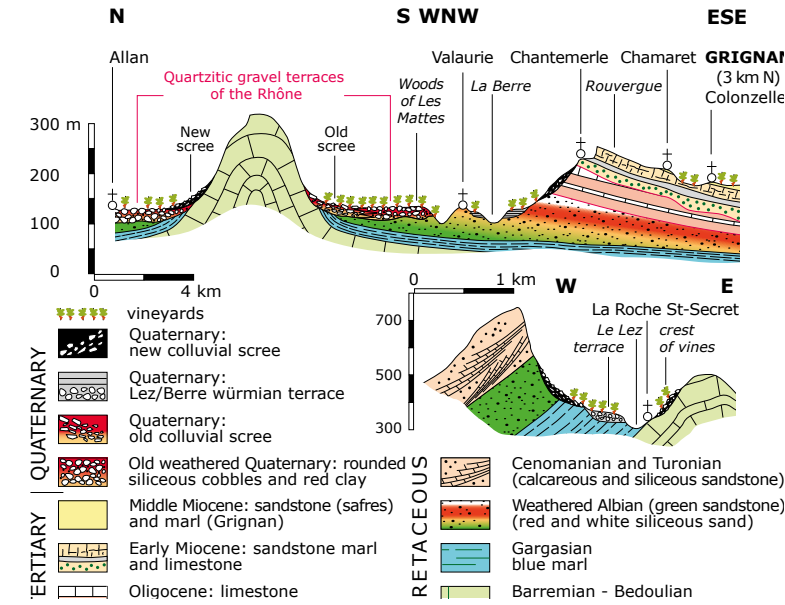 N
S WNW
ESE
Allan
Valaurie
Chantemerle
Chamaret
GRIGNAN
(3 km N)
Colonzelle
Quartzitic gravel terraces
of the Rhône
Woods
of Les
Mattes
La Berre
Rouvergue
New
scree
Old
scree
300 m
200
100
0
0
4 km
0
1 km
W
E
La Roche St-Secret
Le Lez
terrace
crest
of vines
700
500
300
vineyards
QUATERNARY
Quaternary:
new colluvial scree
Quaternary:
Lez/Berre würmian terrace
Quaternary:
old colluvial scree
Old weathered Quaternary: rounded
siliceous cobbles and red clay
TERTIARY
Middle Miocene: sandstone (safres)
and marl (Grignan)
Early Miocene: sandstone marl
and limestone
Oligocene: limestone
RETACEOUS
Cenomanian and Turonian
(calcareous and siliceous sandstone)
Weathered Albian (green sandstone)
(red and white siliceous sand)
Gargasian
blue marl
Barremian - Bedoulian